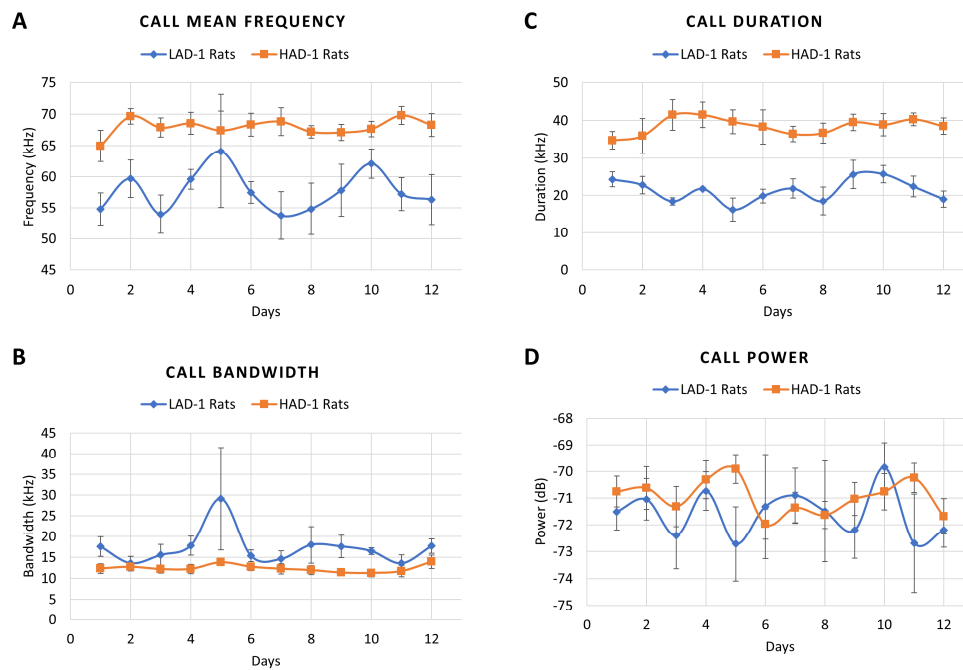 A
CALL MEAN FREQUENCY
LAD-1 Rats HAD-1 Rats
Frequency (kHz)
75
70
65
60
55
50
45
0 2 4 6 8 10 12
Days
C
CALL DURATION
LAD-1 Rats HAD-1 Rats
Duration (kHz)
50
40
30
20
10
0
0 2 4 6 8 10 12
Days
B
CALL BANDWIDTH
LAD-1 Rats HAD-1 Rats
Bandwidth (kHz)
45
40
35
30
25
20
15
10
5
0
0 2 4 6 8 10 12
Days
D
CALL POWER
LAD-1 Rats HAD-1 Rats
Power (dB)
-68
-69
-70
-71
-72
-73
-74
-75
0 2 4 6 8 10 12
Days